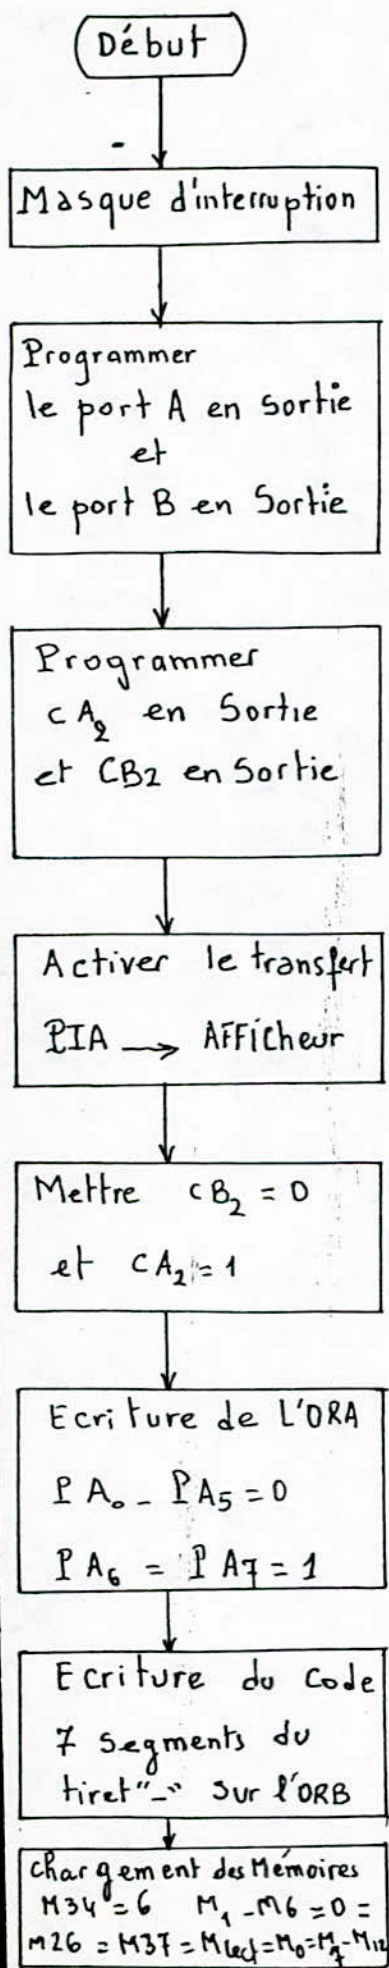 Début
Masque d'interruption
Programmer
le port A en Sortie
et
le port B en Sortie
Programmer
CA2 en Sortie
et CB2 en Sortie
Activer le transfert
PIA → AFFicheur
Mettre CB2 = 0
et CA2 = 1
Ecriture de L'ORA
PA0 - PA5 = 0
PA6 = PA7 = 1
Ecriture du Code
7 Segments du
tiret "-" Sur l'ORB
chargement des Mémoires
M34 = 6 M1 - M6 = 0 =
M26 = M37 = Mlect = M0 = M7 - M12